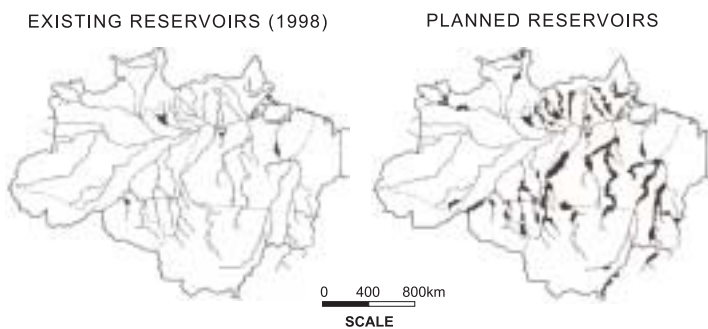 EXISTING RESERVOIRS (1998)
PLANNED RESERVOIRS
0 400 800km
SCALE